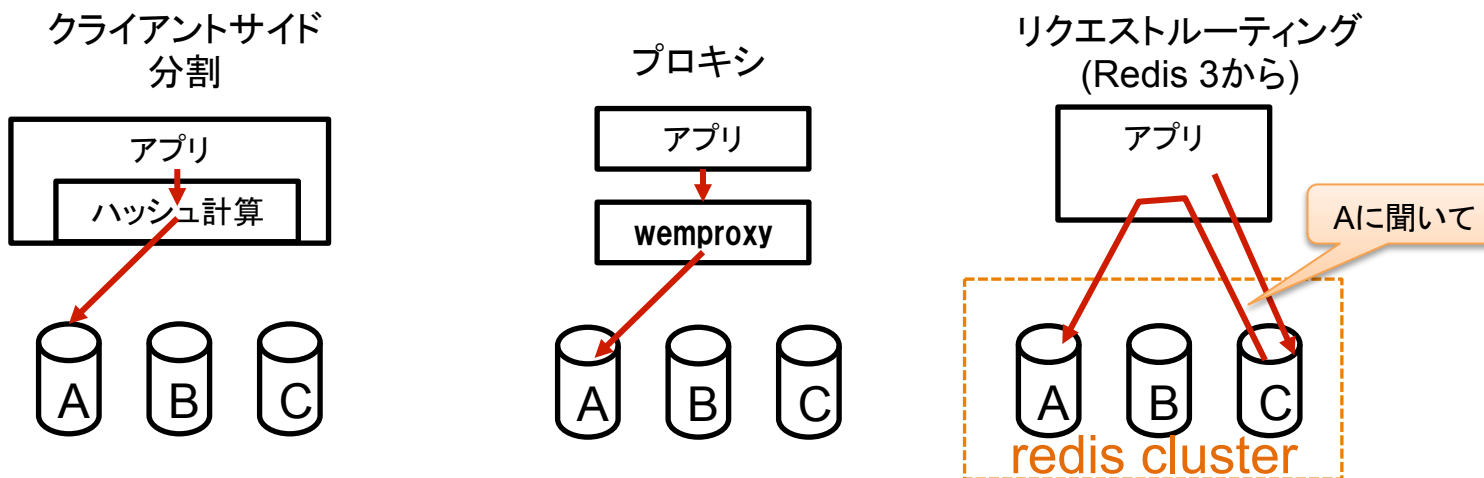 クライアントサイド
分割
アプリ
ハッシュ計算
A
B
C
プロキシ
アプリ
wemproxy
A
B
C
リクエストルーティング
(Redis 3から)
アプリ
Aに聞いて
A
B
C
redis cluster